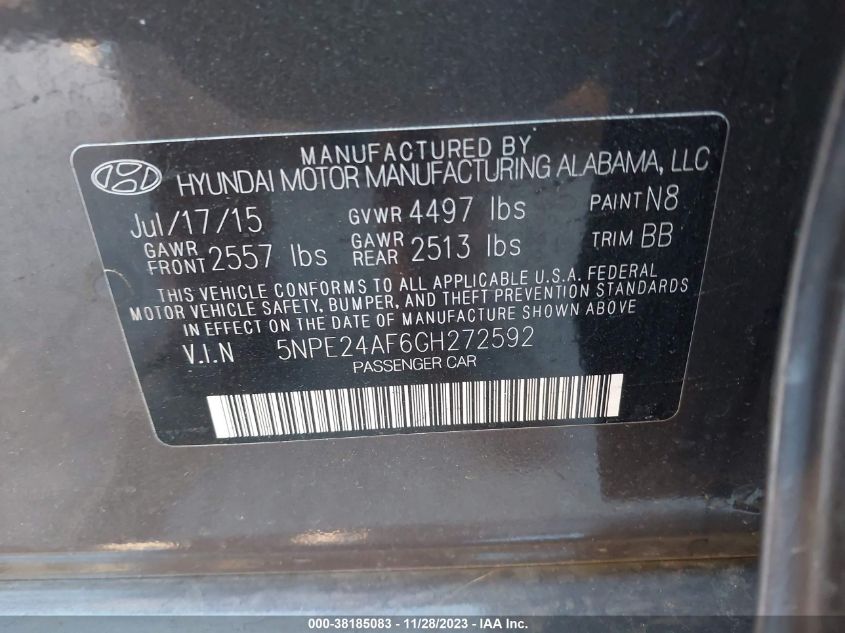 MANUFACTURED BY
HYUNDAI MOTOR MANUFACTURING ALABAMA, LLC
Jul/17/15 GVWR 4497 lbs PAINT N8
GAWR FRONT 2557 lbs GAWR REAR 2513 lbs TRIM BB
THIS VEHICLE CONFORMS TO ALL APPLICABLE U.S.A. FEDERAL
MOTOR VEHICLE SAFETY, BUMPER, AND THEFT PREVENTION STANDARDS
IN EFFECT ON THE DATE OF MANUFACTURE SHOWN ABOVE
V.I.N 5NPE24AF6GH272592
PASSENGER CAR
000-38185083 - 11/28/2023 - Copyright © 2023 IAA, Inc.